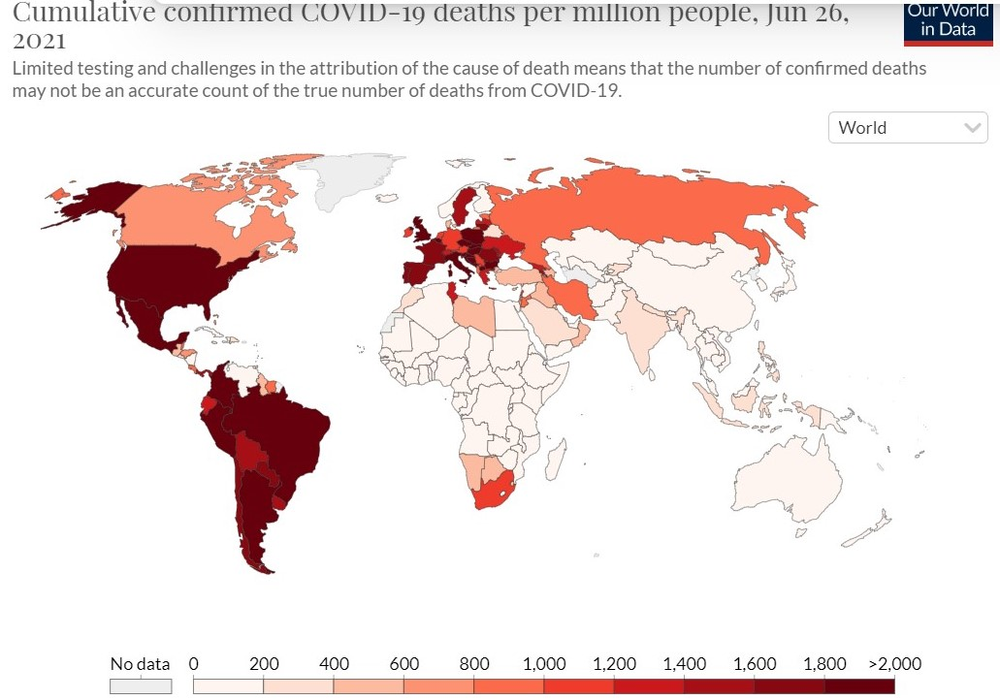 Cumulative confirmed COVID-19 deaths per million people, Jun 26,
2021
Our World
in Data
Limited testing and challenges in the attribution of the cause of death means that the number of confirmed deaths
may not be an accurate count of the true number of deaths from COVID-19.
World
No data 0 200 400 600 800 1,000 1,200 1,400 1,600 1,800 >2,000